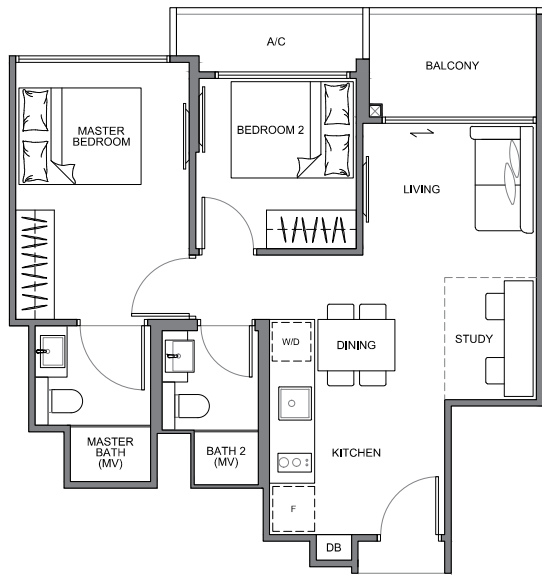 A/C
BALCONY
MASTER
BEDROOM
BEDROOM 2
LIVING
W/D
DINING
STUDY
MASTER
BATH
(MV)
BATH 2
(MV)
KITCHEN
F
DB